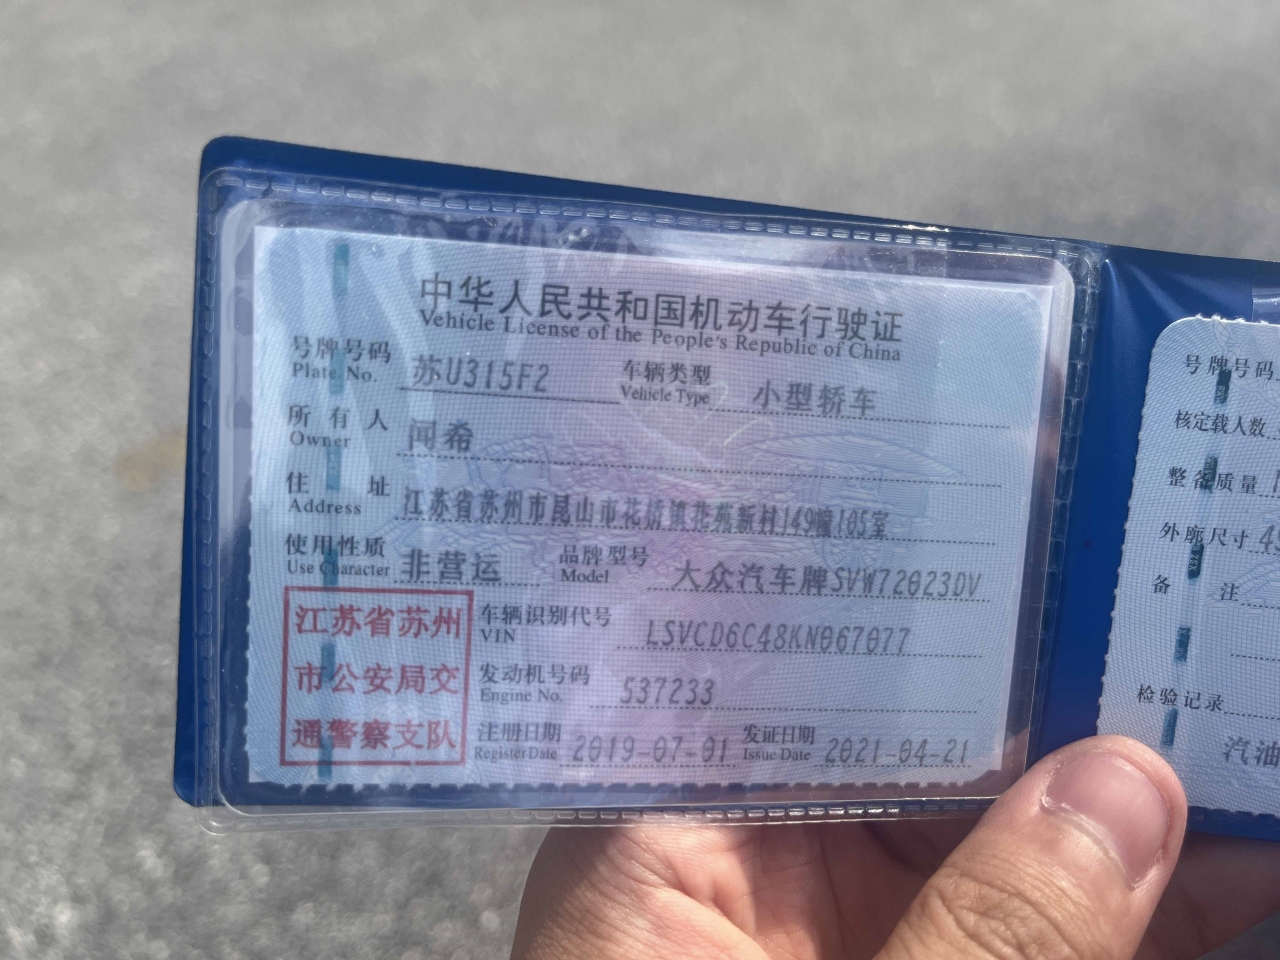 中华人民共和国机动车行驶证
Vehicle License of the People's Republic of China
号牌号码 苏U315F2 车辆类型 小型轿车
Plate No. Vehicle Type
所有人 闻希
Owner
住址 江苏省苏州市昆山市花桥镇花苑新村149幢105室
Address
使用性质 非营运 品牌型号 大众汽车牌SVW72023DV
Use Character Model
江苏省苏州
市公安局交
通警察支队
车辆识别代号 LSVCD6C48KN067077
VIN
发动机号码 537233
Engine No.
注册日期 2019-07-01 发证日期 2021-04-21
Register Date Issue Date
号牌号码
核定载人数
整备质量
外廓尺寸
备注
检验记录
汽油